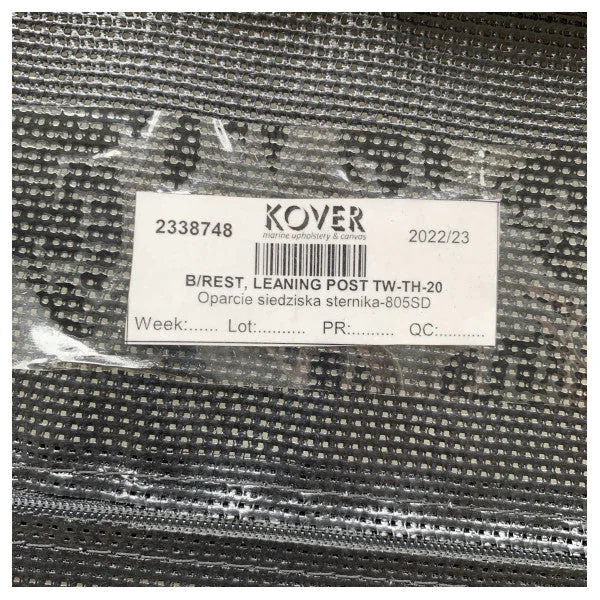 2338748
KOVER
marine upholstery & canvas
2022/23
B/REST, LEANING POST TW-TH-20
Oparcie siedziska sternika-805SD
Week:...... Lot:.......... PR:......... QC:..........